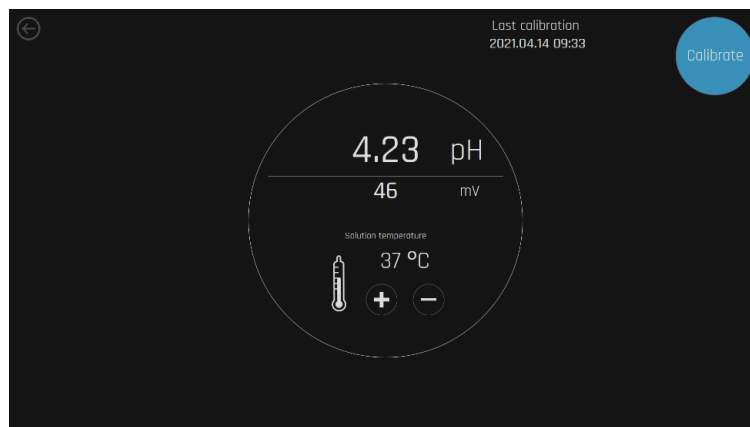 Last calibration
2021.04.14 09:33
Calibrate
4.23 pH
46 mV
Solution temperature
37 °C